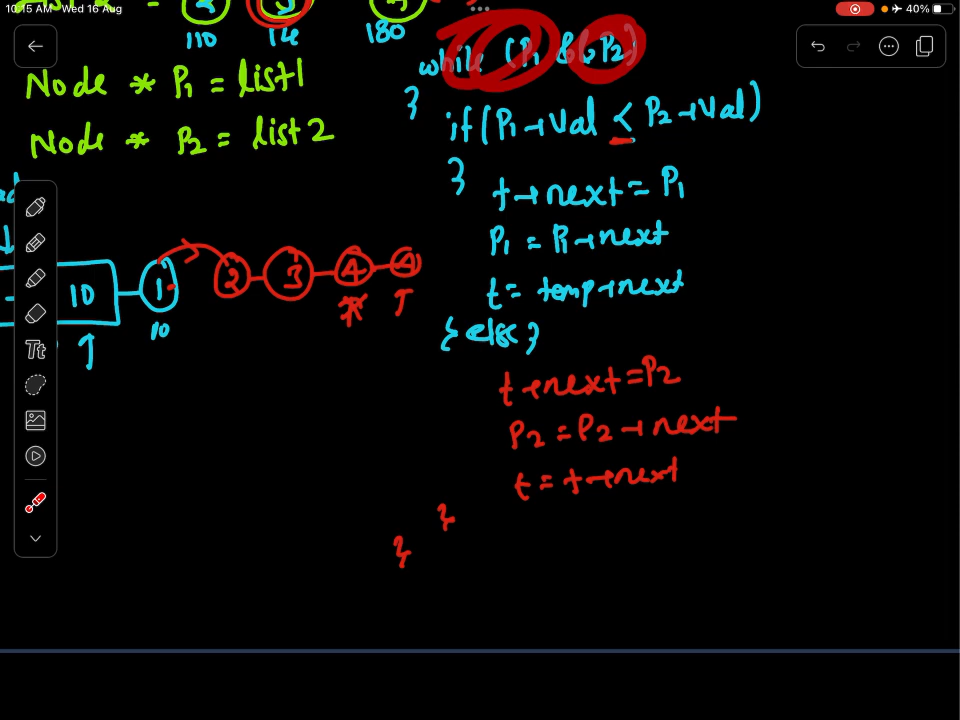 10:15 AM Wed 16 Aug
40%
110 180
Node * P1 = list1
Node * P2 = list2
while (P1 && P2)
}
if (P1→val < P2→val)
}
t→next = P1
P1 = P1→next
t = temp→next
{ else }
t→next = P2
P2 = P2→next
t = t→next
}
}
10 1 2 3 4 4
10
Tt